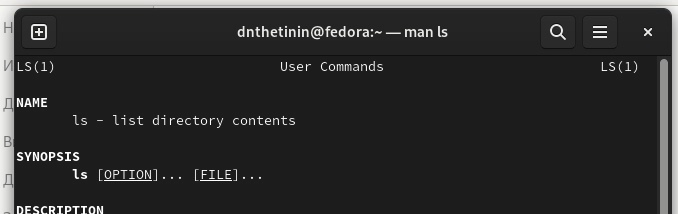 dnthetinin@fedora:~ — man ls
LS(1) User Commands LS(1)
NAME
ls - list directory contents
SYNOPSIS
ls [OPTION]... [FILE]...
DESCRIPTION